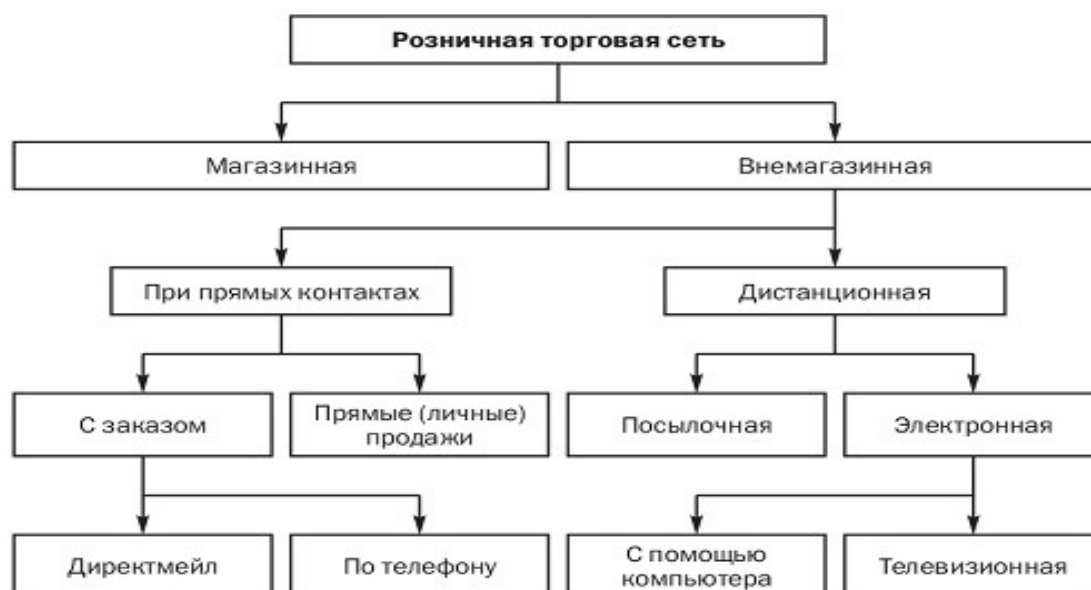 Розничная торговая сеть
Магазинная
Внемагазинная
При прямых контактах
Дистанционная
С заказом
Прямые (личные)
продажи
Посылочная
Электронная
Директмейл
По телефону
С помощью
компьютера
Телевизионная